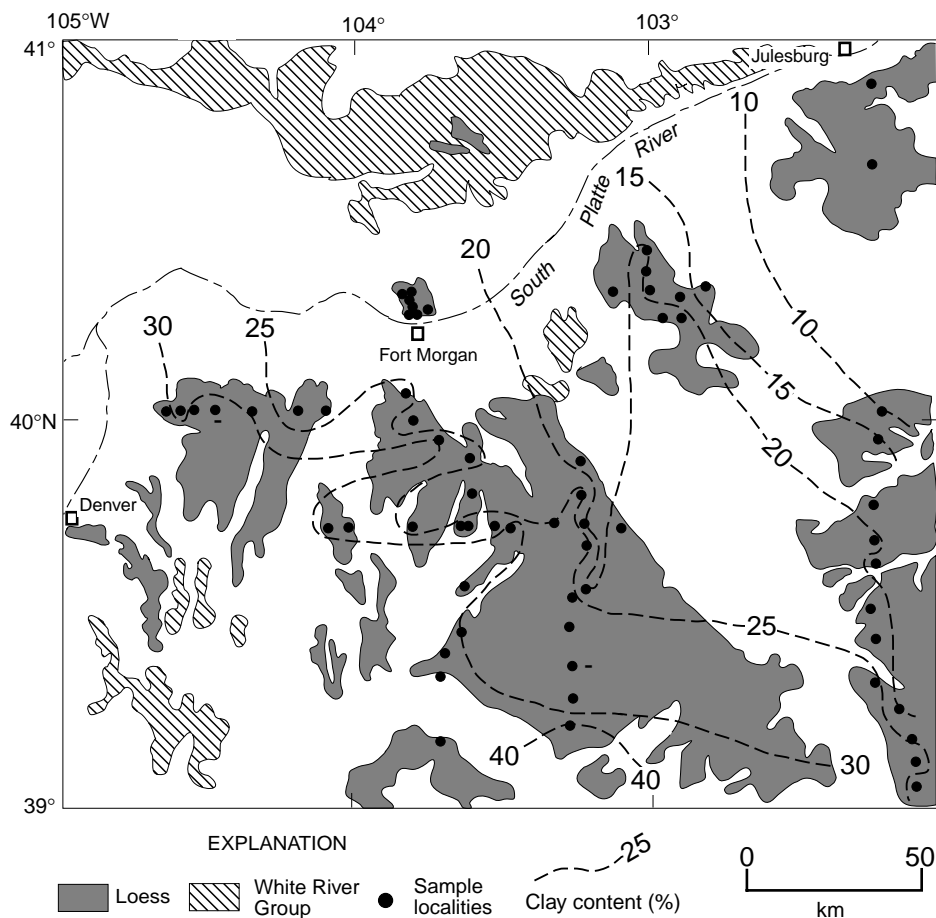 105°W
104°
103°
41°
Julesburg
10
River
15
Platte
20
South
30
25
Fort Morgan
10
15
40°N
20
Denver
25
40
40
30
39°
EXPLANATION
25
0
50
Loess
White River
Group
Sample
localities
Clay content (%)
km